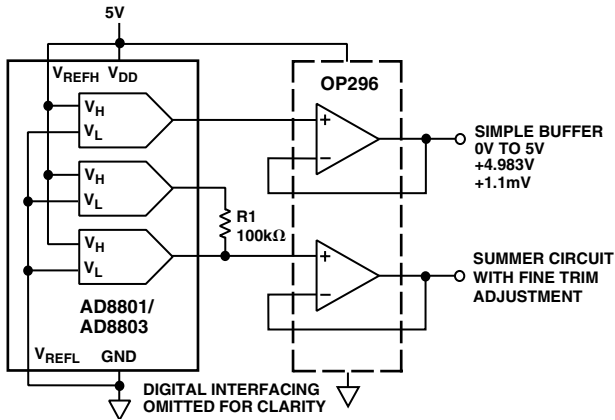 5V
VREFH VDD
OP296
VH
VL
+
−
SIMPLE BUFFER
0V TO 5V
+4.983V
+1.1mV
VH
VL
R1
100kΩ
VH
VL
+
−
SUMMER CIRCUIT
WITH FINE TRIM
ADJUSTMENT
AD8801/
AD8803
VREFL GND
DIGITAL INTERFACING
OMITTED FOR CLARITY